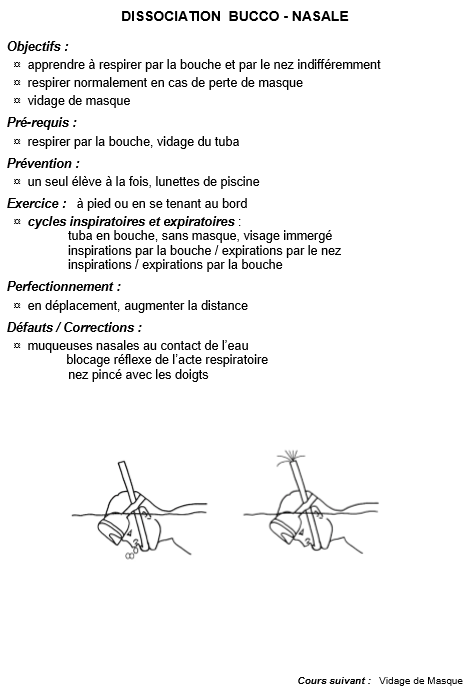 DISSOCIATION BUCCO - NASALE
Objectifs :
¤ apprendre à respirer par la bouche et par le nez indifféremment
¤ respirer normalement en cas de perte de masque
¤ vidage de masque
Pré-requis :
¤ respirer par la bouche, vidage du tuba
Prévention :
¤ un seul élève à la fois, lunettes de piscine
Exercice : à pied ou en se tenant au bord
¤ cycles inspiratoires et expiratoires :
tuba en bouche, sans masque, visage immergé
inspirations par la bouche / expirations par le nez
inspirations / expirations par la bouche
Perfectionnement :
¤ en déplacement, augmenter la distance
Défauts / Corrections :
¤ muqueuses nasales au contact de l'eau
blocage réflexe de l'acte respiratoire
nez pincé avec les doigts
Cours suivant : Vidage de Masque